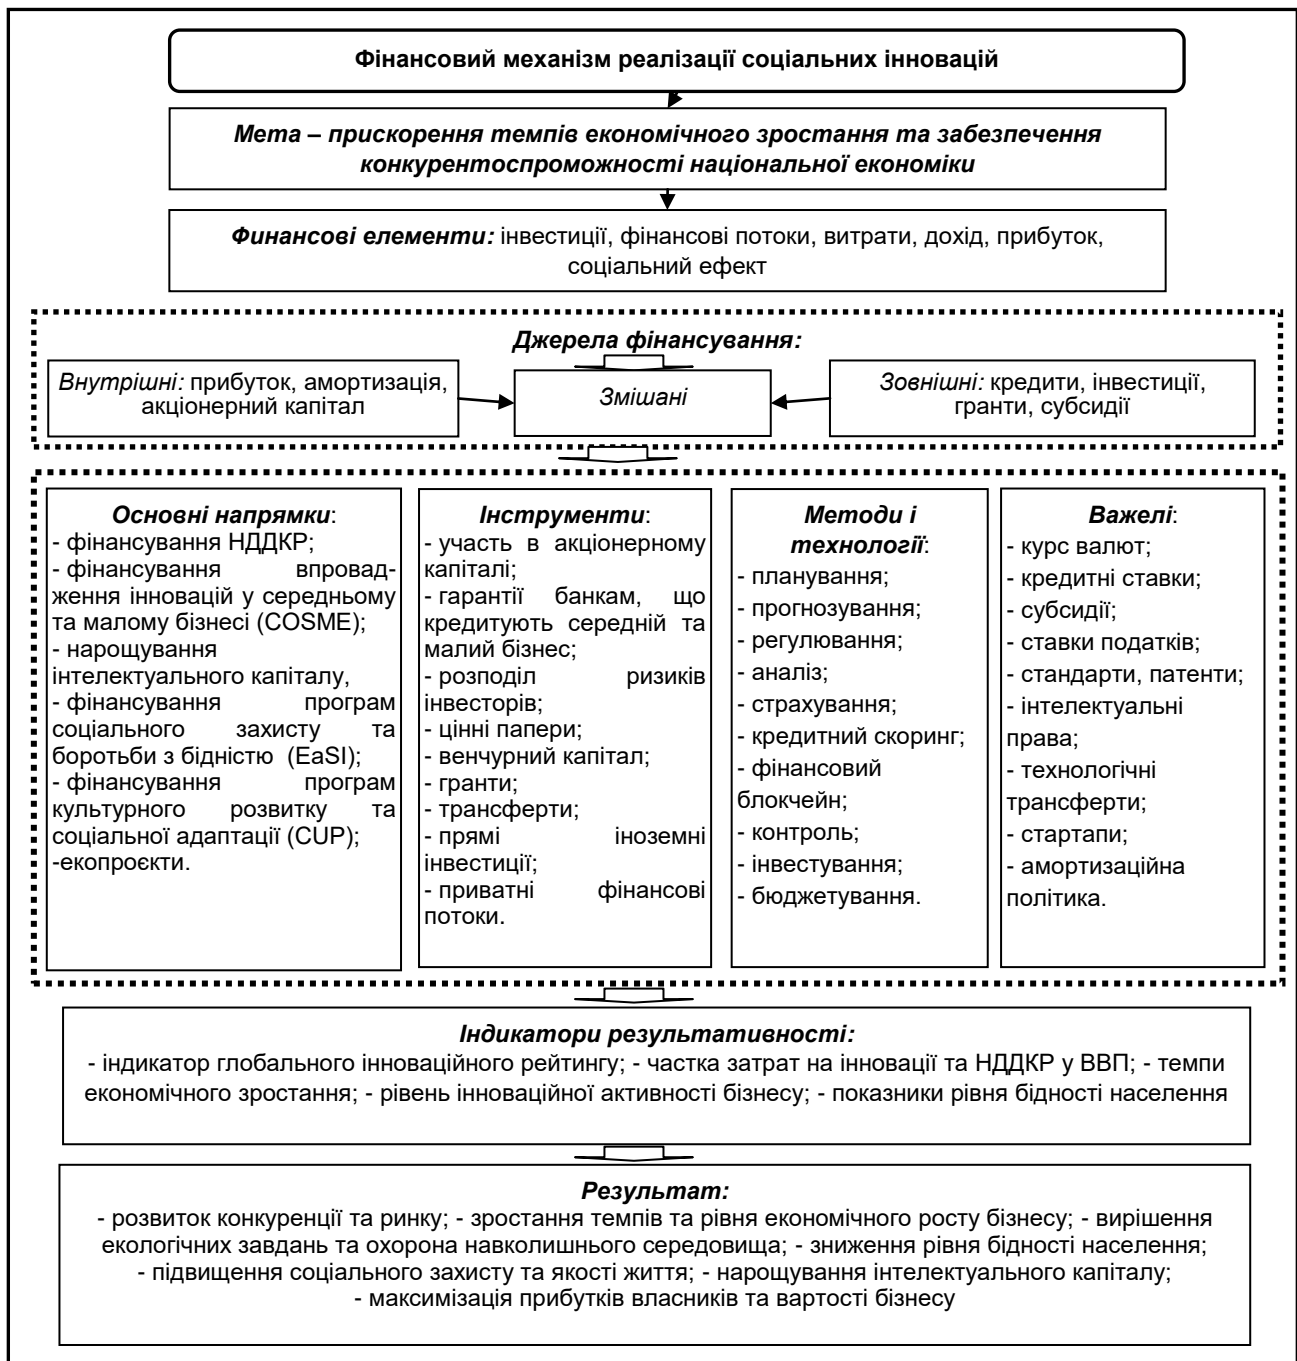 Фінансовий механізм реалізації соціальних інновацій
Мета – прискорення темпів економічного зростання та забезпечення
конкурентоспроможності національної економіки
Финансові елементи: інвестиції, фінансові потоки, витрати, дохід, прибуток,
соціальний ефект
Джерела фінансування:
Внутрішні: прибуток, амортизація,
акціонерний капітал
Змішані
Зовнішні: кредити, інвестиції,
гранти, субсидії
Основні напрямки:
- фінансування НДДКР;
- фінансування впровад-
ження інновацій у середньому
та малому бізнесі (COSME);
- нарощування
інтелектуального капіталу,
- фінансування програм
соціального захисту та
боротьби з бідністю (EaSI);
- фінансування програм
культурного розвитку та
соціальної адаптації (CUP);
-екопроєкти.
Інструменти:
- участь в акціонерному
капіталі;
- гарантії банкам, що
кредитують середній та
малий бізнес;
- розподіл ризиків
інвесторів;
- цінні папери;
- венчурний капітал;
- гранти;
- трансферти;
- прямі іноземні
інвестиції;
- приватні фінансові
потоки.
Методи і
технології:
- планування;
- прогнозування;
- регулювання;
- аналіз;
- страхування;
- кредитний скоринг;
- фінансовий
блокчейн;
- контроль;
- інвестування;
- бюджетування.
Важелі:
- курс валют;
- кредитні ставки;
- субсидії;
- ставки податків;
- стандарти, патенти;
- інтелектуальні
права;
- технологічні
трансферти;
- стартапи;
- амортизаційна
політика.
Індикатори результативності:
- індикатор глобального інноваційного рейтингу; - частка затрат на інновації та НДДКР у ВВП; - темпи
економічного зростання; - рівень інноваційної активності бізнесу; - показники рівня бідності населення
Результат:
- розвиток конкуренції та ринку; - зростання темпів та рівня економічного росту бізнесу; - вирішення
екологічних завдань та охорона навколишнього середовища; - зниження рівня бідності населення;
- підвищення соціального захисту та якості життя; - нарощування інтелектуального капіталу;
- максимізація прибутків власників та вартості бізнесу